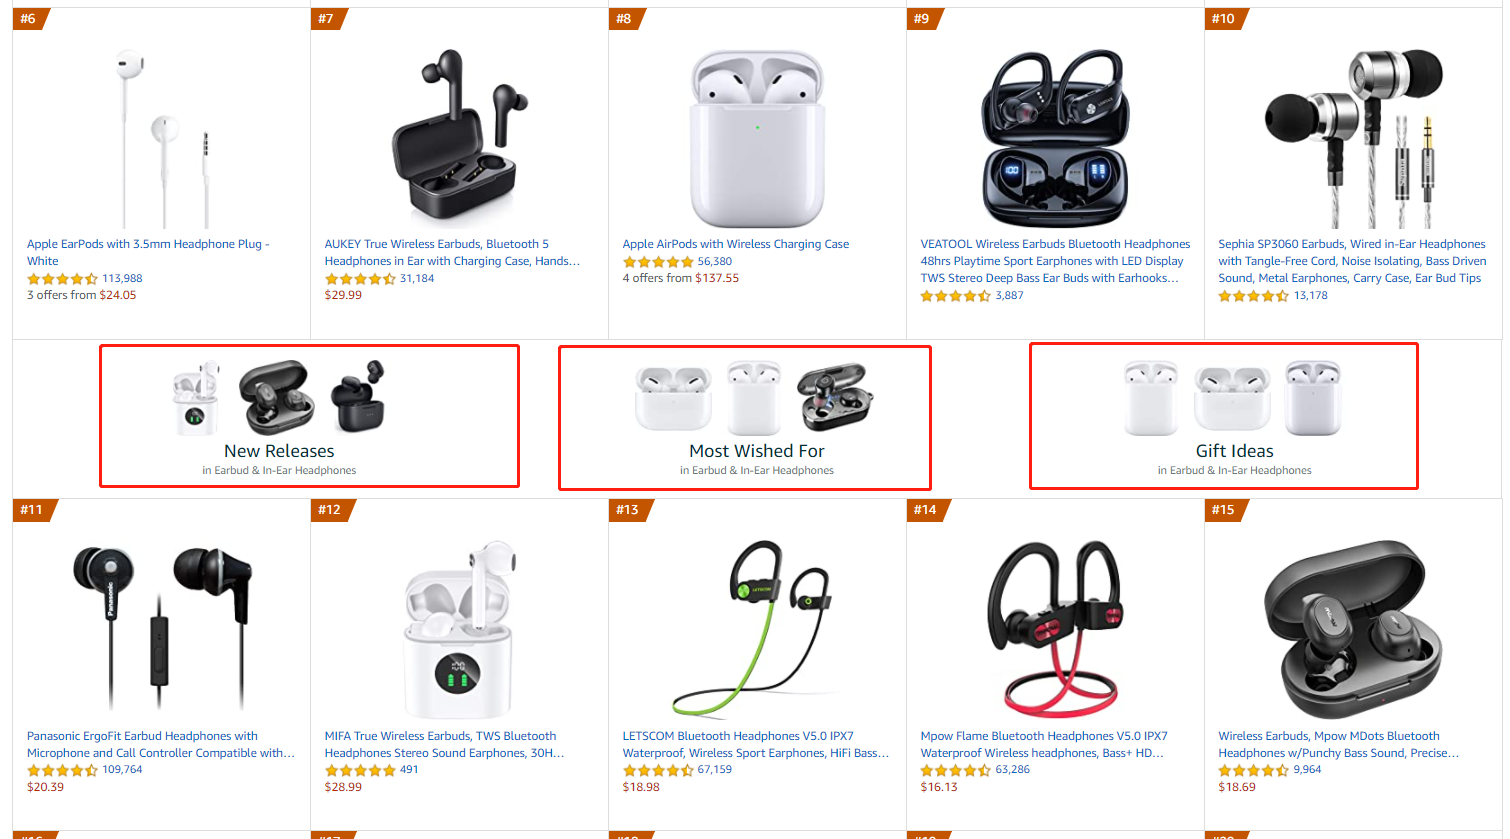 #6
#7
#8
#9
#10
Apple EarPods with 3.5mm Headphone Plug -
White
113,988
3 offers from $24.05
AUKEY True Wireless Earbuds, Bluetooth 5
Headphones in Ear with Charging Case, Hands...
31,184
$29.99
Apple AirPods with Wireless Charging Case
56,380
4 offers from $137.55
VEATOOL Wireless Earbuds Bluetooth Headphones
48hrs Playtime Sport Earphones with LED Display
TWS Stereo Deep Bass Ear Buds with Earhooks...
3,887
Sephia SP3060 Earbuds, Wired in-Ear Headphones
with Tangle-Free Cord, Noise Isolating, Bass Driven
Sound, Metal Earphones, Carry Case, Ear Bud Tips
13,178
New Releases
in Earbud & In-Ear Headphones
Most Wished For
in Earbud & In-Ear Headphones
Gift Ideas
in Earbud & In-Ear Headphones
#11
#12
#13
#14
#15
Panasonic
LETSCOM
100
Panasonic ErgoFit Earbud Headphones with
Microphone and Call Controller Compatible with...
109,764
$20.39
MIFA True Wireless Earbuds, TWS Bluetooth
Headphones Stereo Sound Earphones, 30H...
491
$28.99
LETSCOM Bluetooth Headphones V5.0 IPX7
Waterproof, Wireless Sport Earphones, HiFi Bass...
67,159
$18.98
Mpow Flame Bluetooth Headphones V5.0 IPX7
Waterproof Wireless headphones, Bass+ HD...
63,286
$16.13
Wireless Earbuds, Mpow MDots Bluetooth
Headphones w/Punchy Bass Sound, Precise...
9,964
$18.69